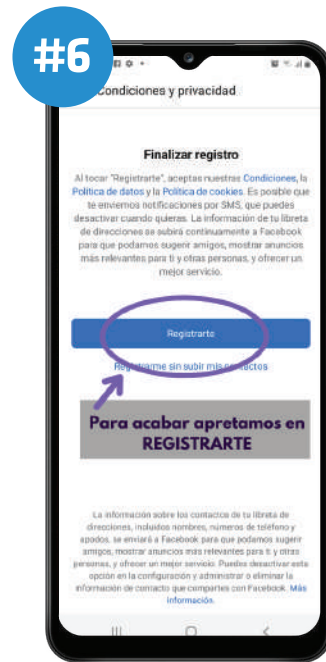 #6
Condiciones y privacidad
Finalizar registro
Al tocar "Registrarte", aceptas nuestras Condiciones, la
Política de datos y la Política de cookies. Es posible que
te enviemos notificaciones por SMS, que puedes
desactivar cuando quieras. La información de tu libreta
de direcciones se subirá continuamente a Facebook
para que podamos sugerir amigos, mostrar anuncios
más relevantes para ti y otras personas, y ofrecer un
mejor servicio.
Registrarte
Registrarme sin subir mis contactos
Para acabar apretamos en
REGISTRARTE
La información sobre los contactos de tu libreta de
direcciones, incluidos nombres, números de teléfono y
apodos, se enviará a Facebook para que podamos sugerir
amigos, mostrar anuncios más relevantes para ti y otras
personas, y ofrecer un mejor servicio. Puedes desactivar esta
opción en la configuración y administrar o eliminar la
información de contacto que compartes con Facebook. Más
información.